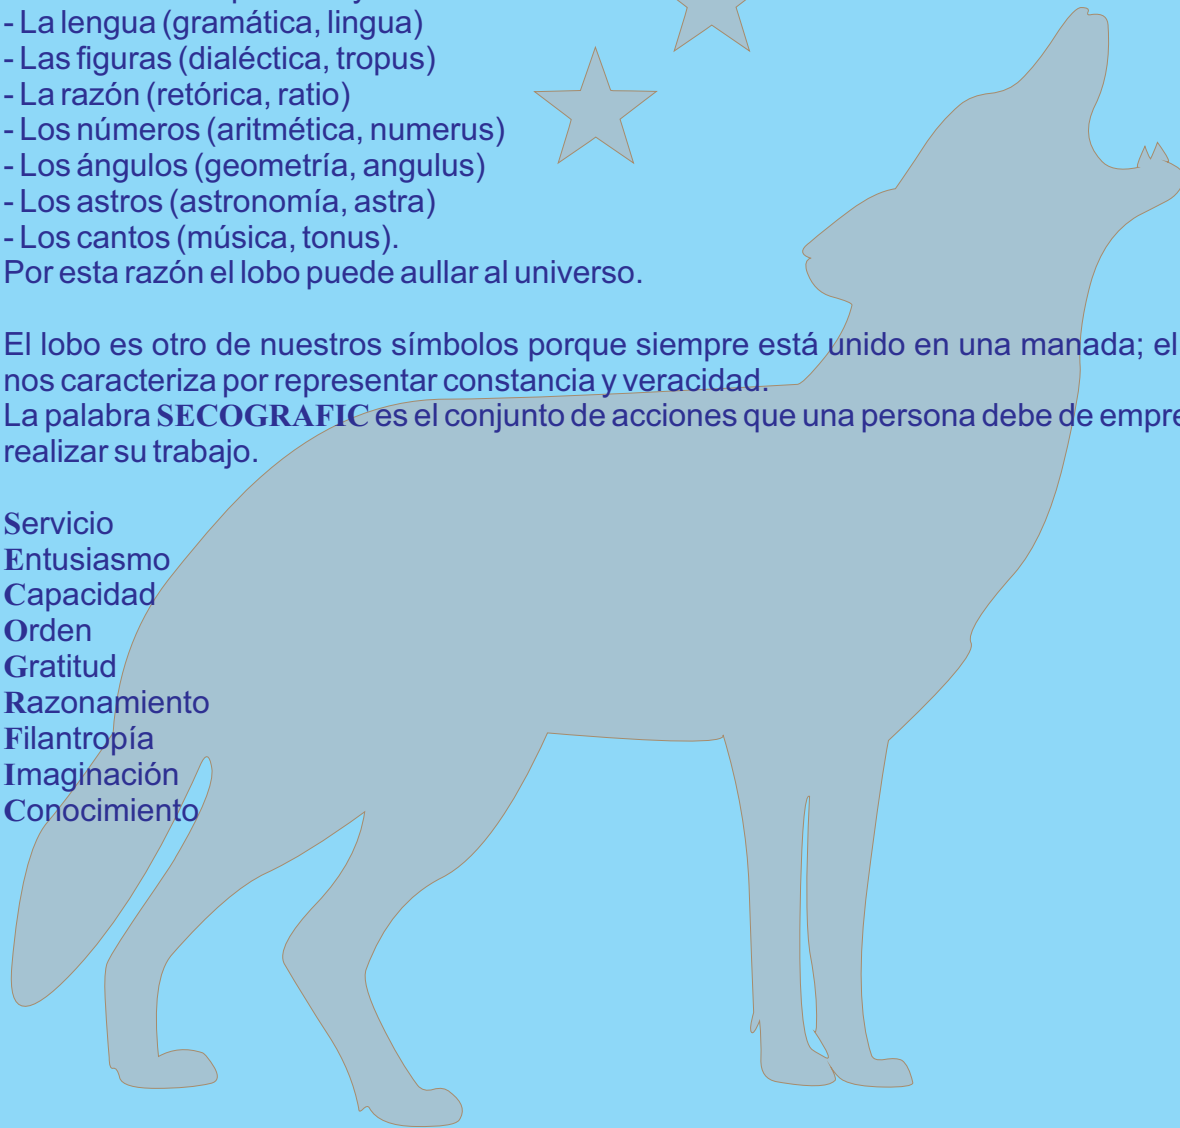 - La lengua (gramática, lingua)
- Las figuras (dialéctica, tropus)
- La razón (retórica, ratio)
- Los números (aritmética, numerus)
- Los ángulos (geometría, angulus)
- Los astros (astronomía, astra)
- Los cantos (música, tonus).
Por esta razón el lobo puede aullar al universo.
El lobo es otro de nuestros símbolos porque siempre está unido en una manada; el
nos caracteriza por representar constancia y veracidad.
La palabra SECOGRAFIC es el conjunto de acciones que una persona debe de
realizar su trabajo.
Servicio
Entusiasmo
Capacidad
Orden
Gratitud
Razonamiento
Filantropía
Imaginación
Conocimiento